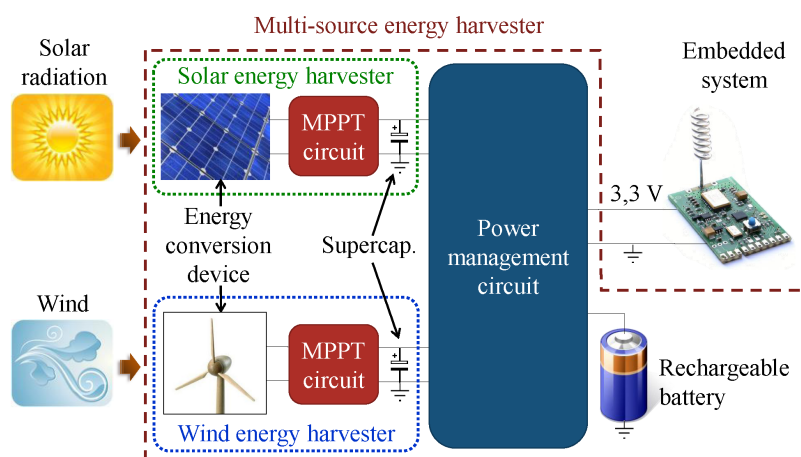 Multi-source energy harvester
Solar
radiation
Solar energy harvester
MPPT
circuit
Embedded
system
3,3 V
Energy
conversion
device
Supercap.
Power
management
circuit
Wind
MPPT
circuit
Wind energy harvester
Rechargeable
battery